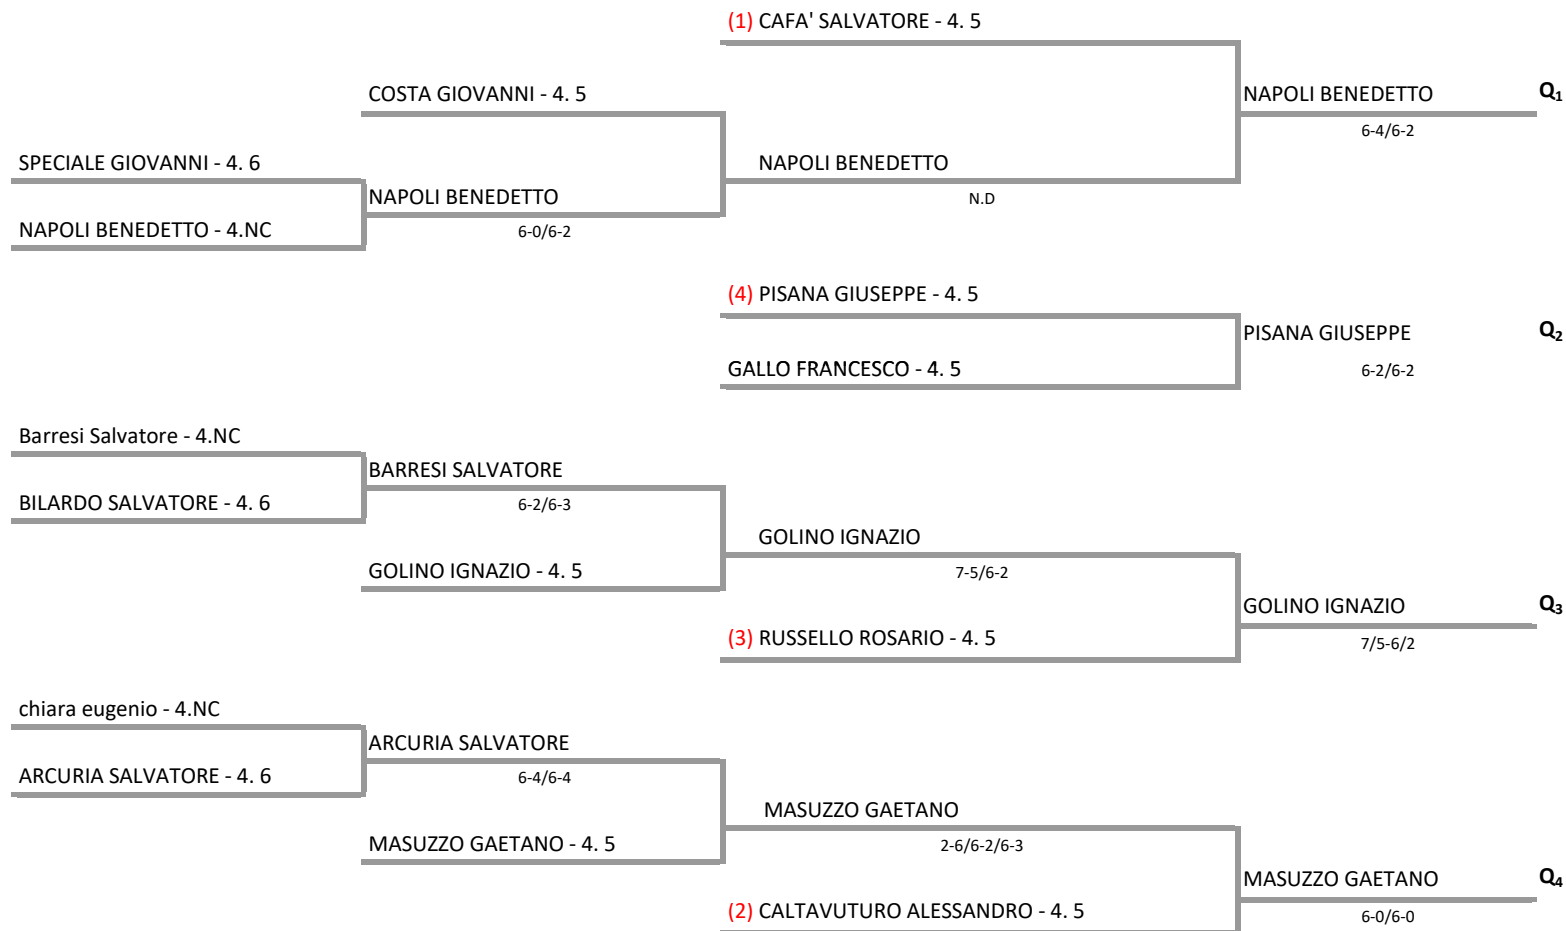 (1) CAFA' SALVATORE - 4. 5
COSTA GIOVANNI - 4. 5
NAPOLI BENEDETTO
Q1
6-4/6-2
SPECIALE GIOVANNI - 4. 6
NAPOLI BENEDETTO
NAPOLI BENEDETTO
N.D
NAPOLI BENEDETTO - 4.NC
6-0/6-2
(4) PISANA GIUSEPPE - 4. 5
PISANA GIUSEPPE
Q2
GALLO FRANCESCO - 4. 5
6-2/6-2
Barresi Salvatore - 4.NC
BARRESI SALVATORE
BILARDO SALVATORE - 4. 6
6-2/6-3
GOLINO IGNAZIO
GOLINO IGNAZIO - 4. 5
7-5/6-2
GOLINO IGNAZIO
Q3
(3) RUSSELLO ROSARIO - 4. 5
7/5-6/2
chiara eugenio - 4.NC
ARCURIA SALVATORE
ARCURIA SALVATORE - 4. 6
6-4/6-4
MASUZZO GAETANO
MASUZZO GAETANO - 4. 5
2-6/6-2/6-3
MASUZZO GAETANO
Q4
(2) CALTAVUTURO ALESSANDRO - 4. 5
6-0/6-0